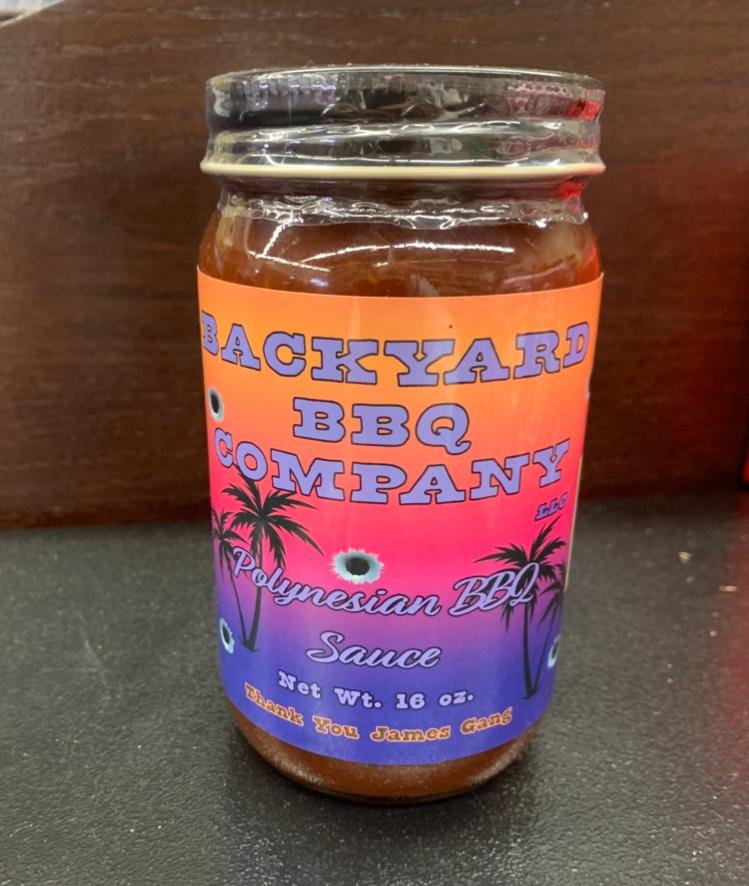 BACKYARD
BBQ
COMPANY
LLC
Polynesian BBQ
Sauce
Net Wt. 16 oz.
Thank You James Gang